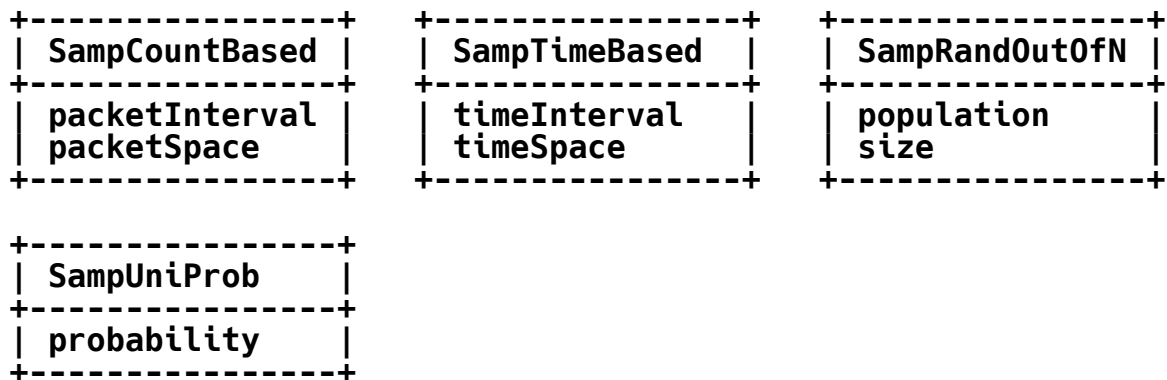 +----------------+   +----------------+   +----------------+
| SampCountBased |   | SampTimeBased  |   | SampRandOutOfN |
+----------------+   +----------------+   +----------------+
| packetInterval |   | timeInterval   |   | population     |
| packetSpace    |   | timeSpace      |   | size           |
+----------------+   +----------------+   +----------------+

+----------------+
| SampUniProb    |
+----------------+
| probability    |
+----------------+